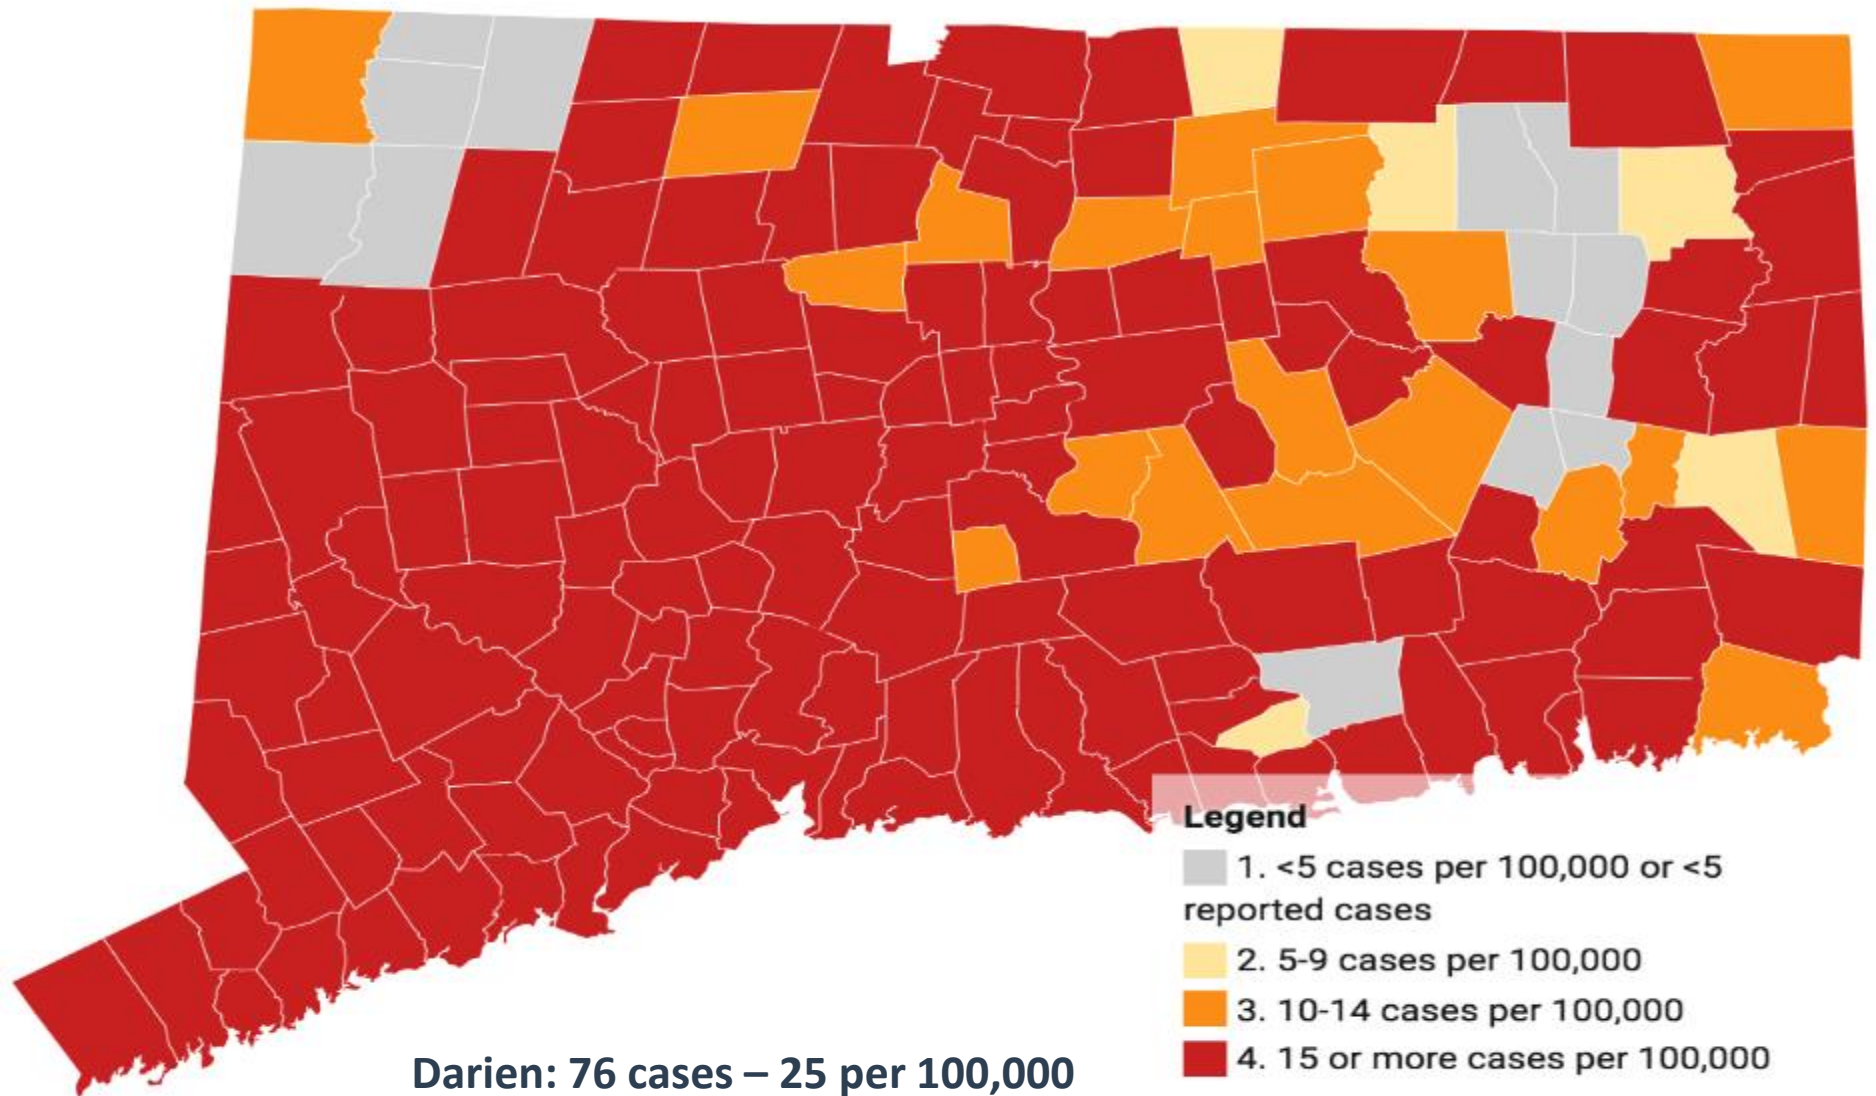 Legend
1. <5 cases per 100,000 or <5
reported cases
2. 5-9 cases per 100,000
3. 10-14 cases per 100,000
4. 15 or more cases per 100,000
Darien: 76 cases – 25 per 100,000